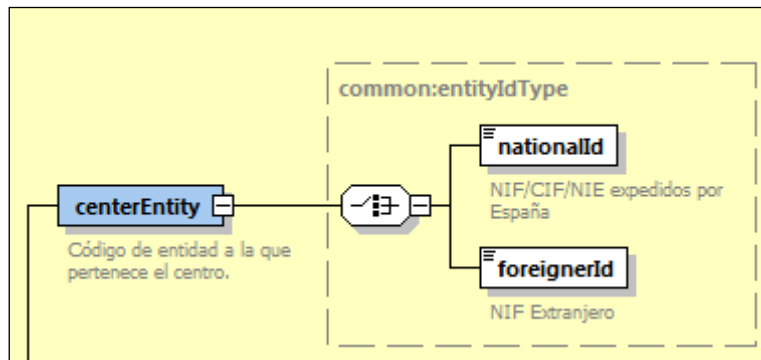 common:entityIdType
nationalId
NIF/CIF/NIE expedidos por
España
centerEntity
Código de entidad a la que
pertenece el centro.
foreignerId
NIF Extranjero